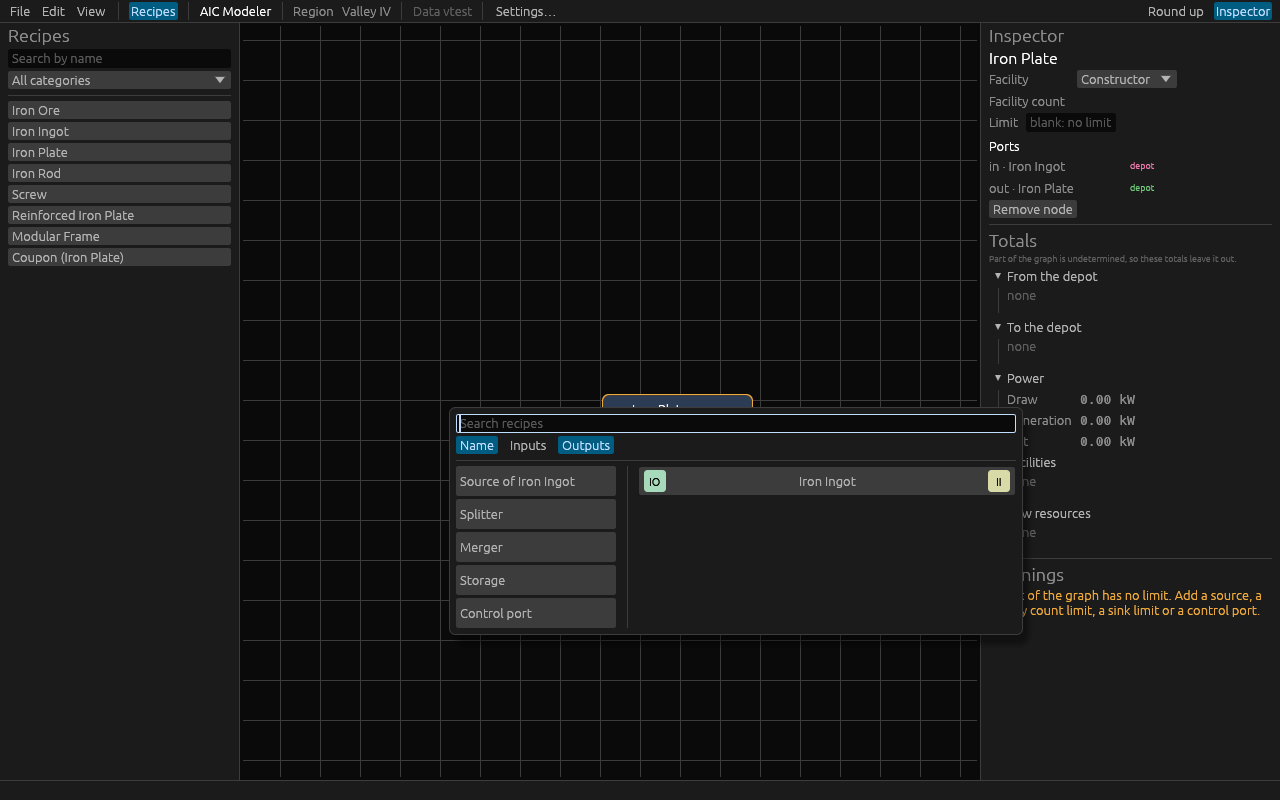 File Edit View Recipes AIC Modeler Region Valley IV Data vtest Settings… Round up Inspector
Recipes
Search by name
All categories
Iron Ore
Iron Ingot
Iron Plate
Iron Rod
Screw
Reinforced Iron Plate
Modular Frame
Coupon (Iron Plate)
Search recipes
Name Inputs Outputs
Source of Iron Ingot
Splitter
Merger
Storage
Control port
IO Iron Ingot II
Inspector
Iron Plate
Facility Constructor
Facility count
Limit blank: no limit
Ports
in · Iron Ingot depot
out · Iron Plate depot
Remove node
Totals
Part of the graph is undetermined, so these totals leave it out.
From the depot
none
To the depot
none
Power
Draw 0.00 kW
neration 0.00 kW
0.00 kW
resources
of the graph has no limit. Add a source, a
count limit, a sink limit or a control port.